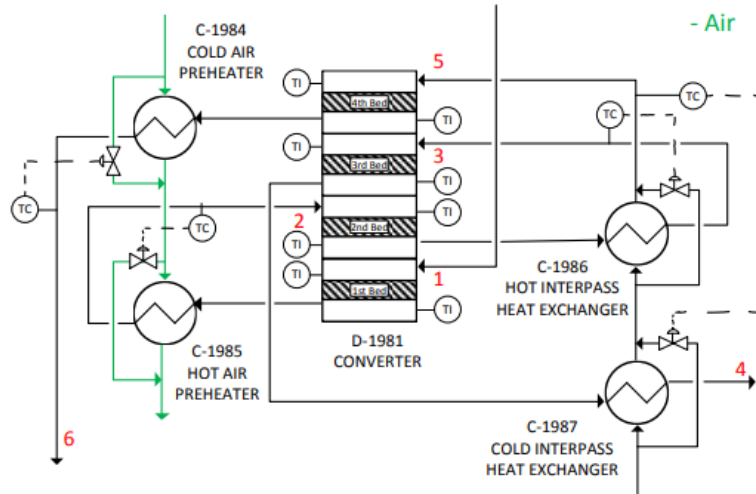 - Air
C-1984
COLD AIR
PREHEATER
5
TI
4th Bed
TC
TC
TI
TI
3
3rd Bed
TI
TC
TC
2
TI
2nd Bed
TI
TI
1
C-1986
HOT INTERPASS
HEAT EXCHANGER
1st Bed
TI
D-1981
CONVERTER
C-1985
HOT AIR
PREHEATER
4
6
C-1987
COLD INTERPASS
HEAT EXCHANGER